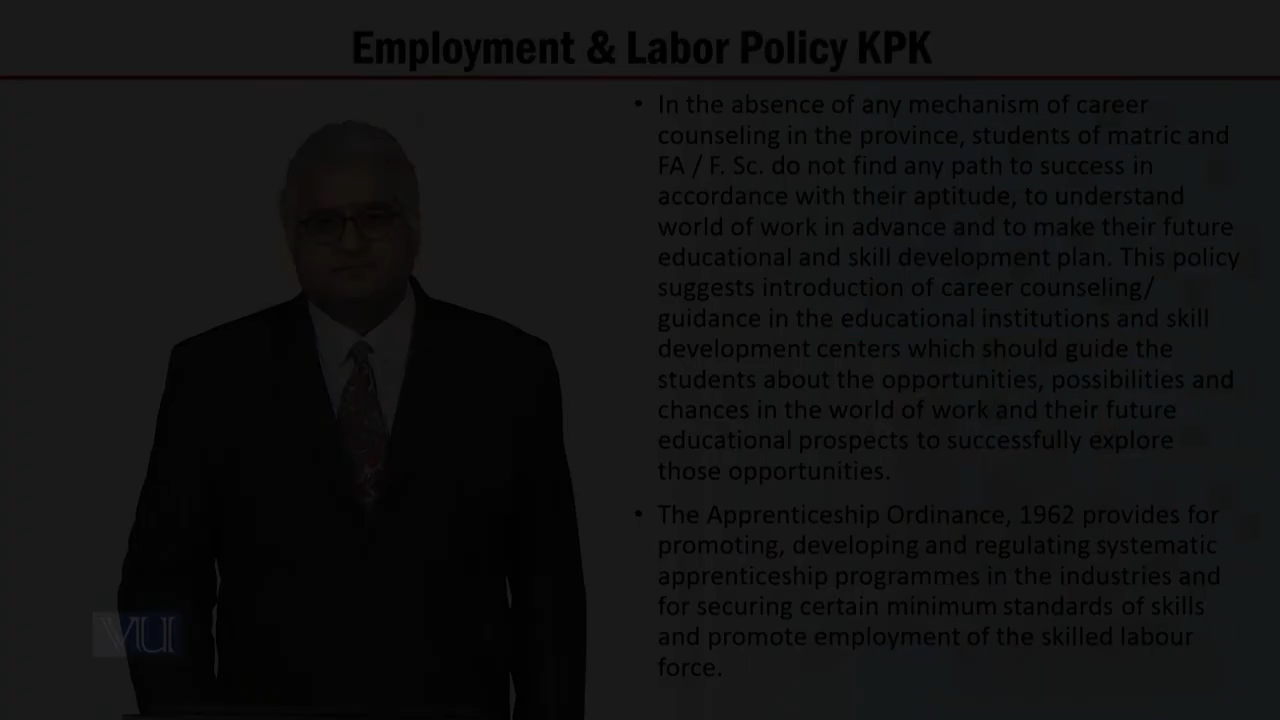 Employment & Labor Policy KPK
• In the absence of any mechanism of career
counseling in the province, students of matric and
FA / F. Sc. do not find any path to success in
accordance with their aptitude, to understand
world of work in advance and to make their future
educational and skill development plan. This policy
suggests introduction of career counseling/
guidance in the educational institutions and skill
development centers which should guide the
students about the opportunities, possibilities and
chances in the world of work and their future
educational prospects to successfully explore
those opportunities.
• The Apprenticeship Ordinance, 1962 provides for
promoting, developing and regulating systematic
apprenticeship programmes in the industries and
for securing certain minimum standards of skills
and promote employment of the skilled labour
force.
VU